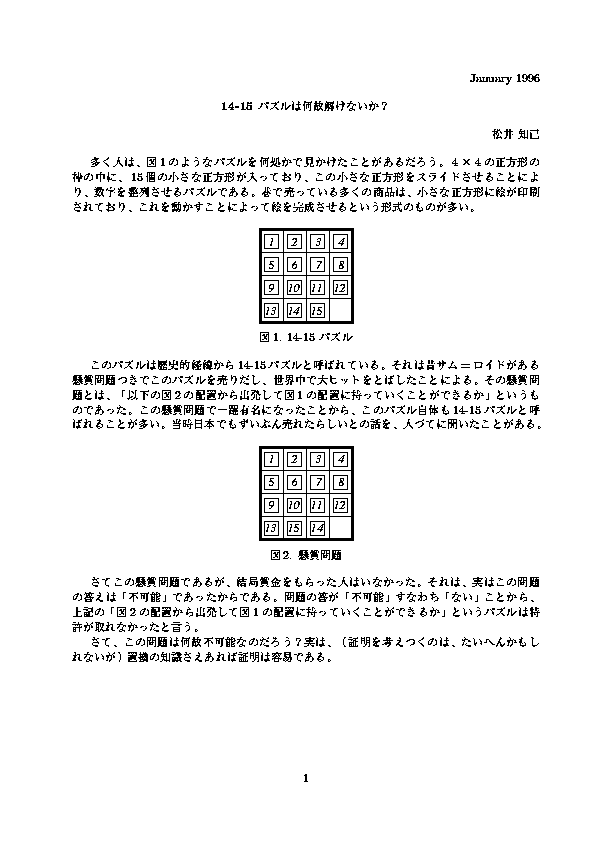 January 1996
14-15 パズルは何故解けないか？
松井 知己
多く人は、図1のようなパズルを何処かで見かけたことがあるだろう。4 × 4 の正方形の
枠の中に、15個の小さな正方形が入っており、この小さな正方形をスライドさせることによ
り、数字を整列させるパズルである。巷で売っている多くの商品は、小さな正方形に絵が印刷
されており、これを動かすことによって絵を完成させるという形式のものが多い。
1 2 3 4
5 6 7 8
9 10 11 12
13 14 15
図 1. 14-15 パズル
このパズルは歴史的経緯から 14-15パズルと呼ばれている。それは昔サム＝ロイドがある
懸賞問題つきでこのパズルを売りだし、世界中で大ヒットをとばしたことによる。その懸賞問
題とは、「以下の図2の配置から出発して図1の配置に持っていくことができるか」というも
のであった。この懸賞問題で一躍有名になったことから、このパズル自体も 14-15パズルと呼
ばれることが多い。当時日本でもずいぶん売れたらしいとの話を、人づてに聞いたことがある。
1 2 3 4
5 6 7 8
9 10 11 12
13 15 14
図 2. 懸賞問題
さてこの懸賞問題であるが、結局賞金をもらった人はいなかった。それは、実はこの問題
の答えは「不可能」であったからである。問題の答が「不可能」すなわち「ない」ことから、
上記の「図2の配置から出発して図1の配置に持っていくことができるか」というパズルは特
許が取れなかったと言う。
さて、この問題は何故不可能なのだろう？実は、（証明を考えつくのは、たいへんかもし
れないが）置換の知識さえあれば証明は容易である。
1